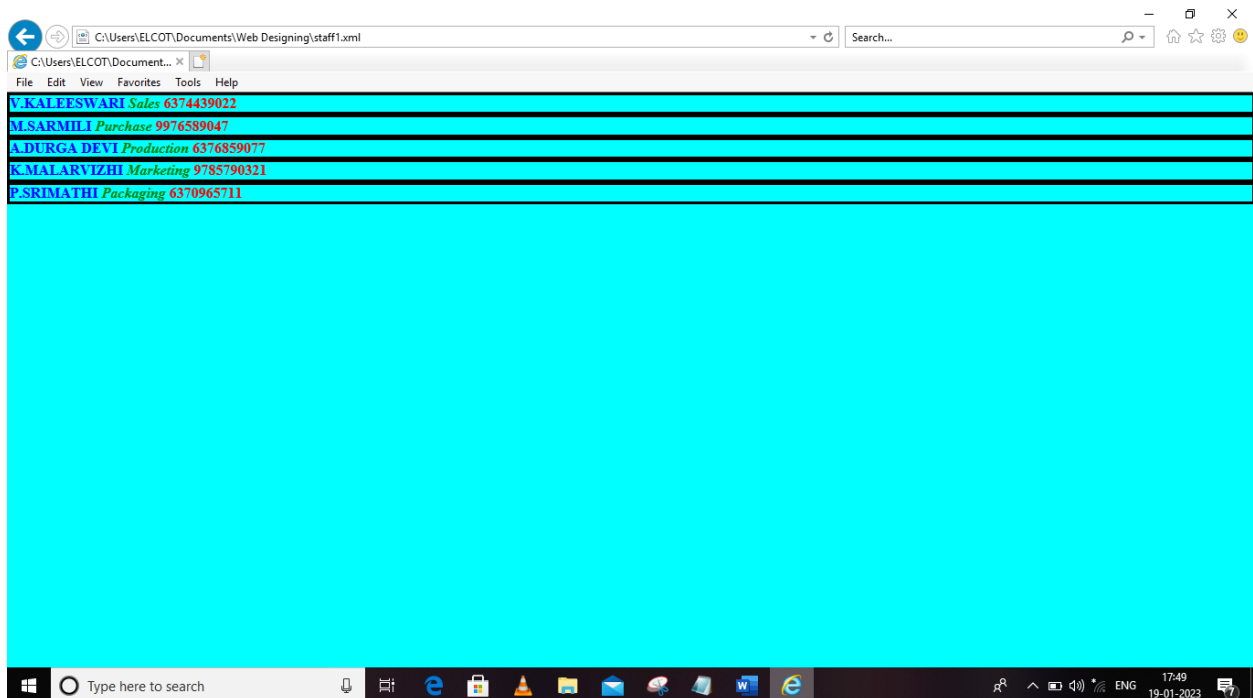 C:\Users\ELCOT\Documents\Web Designing\staff1.xml
Search...
C:\Users\ELCOT\Document...
File Edit View Favorites Tools Help
V.KALEESWARI Sales 6374439022
M.SARMILI Purchase 9976589047
A.DURGA DEVI Production 6376859077
K.MALARVIZHI Marketing 9785790321
P.SRIMATHI Packaging 6370965711
Type here to search
ENG
17:49
19-01-2023